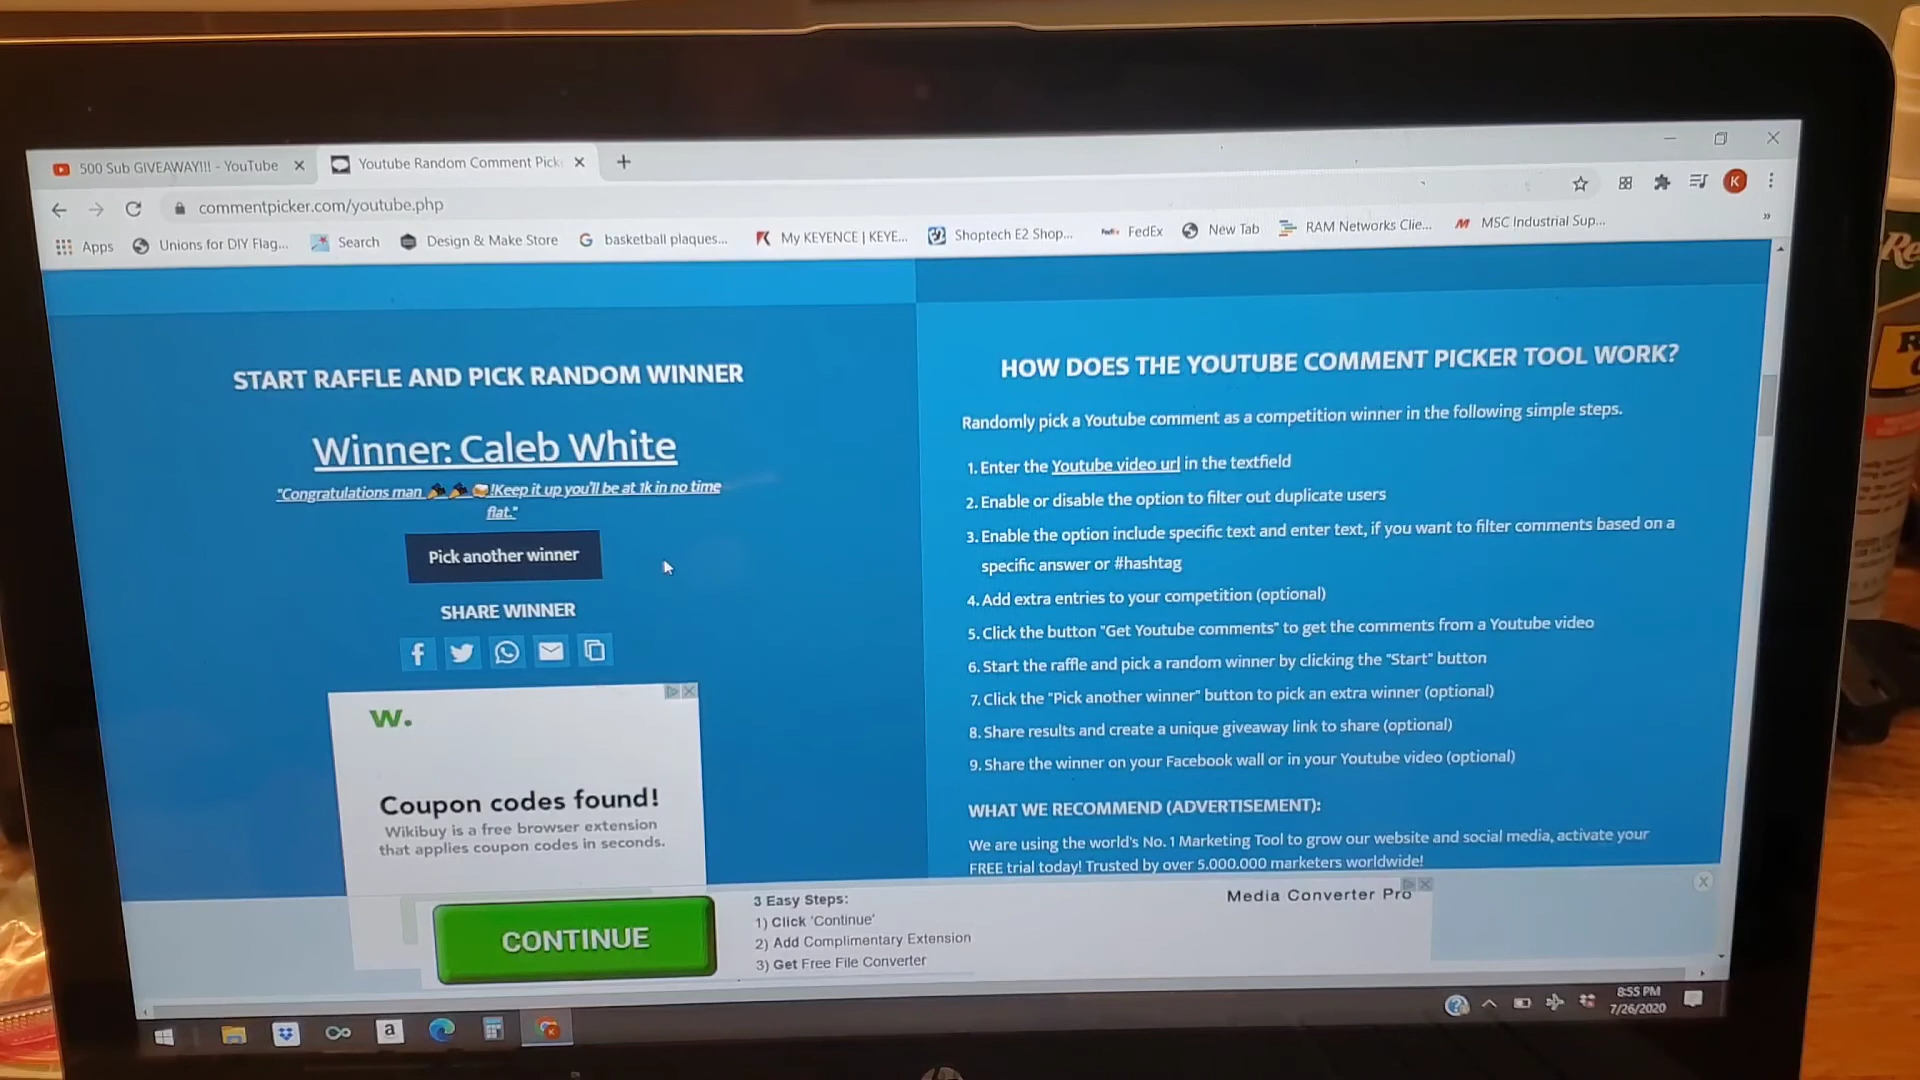 500 Sub GIVEAWAY!!! - YouTube
Youtube Random Comment Pick
commentpicker.com/youtube.php
K
Apps
Unions for DIY Flag...
Search
Design & Make Store
basketball plaques...
My KEYENCE | KEYE...
Shoptech E2 Shop...
FedEx
New Tab
RAM Networks Clie...
MSC Industrial Sup...
START RAFFLE AND PICK RANDOM WINNER
Winner: Caleb White
"Congratulations man 🎉🎉🍻!Keep it up you'll be at 1k in no time
flat."
Pick another winner
SHARE WINNER
w.
Coupon codes found!
Wikibuy is a free browser extension
that applies coupon codes in seconds.
HOW DOES THE YOUTUBE COMMENT PICKER TOOL WORK?
Randomly pick a Youtube comment as a competition winner in the following simple steps.
1. Enter the Youtube video url in the textfield
2. Enable or disable the option to filter out duplicate users
3. Enable the option include specific text and enter text, if you want to filter comments based on a
specific answer or #hashtag
4. Add extra entries to your competition (optional)
5. Click the button "Get Youtube comments" to get the comments from a Youtube video
6. Start the raffle and pick a random winner by clicking the "Start" button
7. Click the "Pick another winner" button to pick an extra winner (optional)
8. Share results and create a unique giveaway link to share (optional)
9. Share the winner on your Facebook wall or in your Youtube video (optional)
WHAT WE RECOMMEND (ADVERTISEMENT):
We are using the world's No. 1 Marketing Tool to grow our website and social media, activate your
FREE trial today! Trusted by over 5.000.000 marketers worldwide!
CONTINUE
3 Easy Steps:
1) Click 'Continue'
2) Add Complimentary Extension
3) Get Free File Converter
Media Converter Pro
8:55 PM
7/26/2020